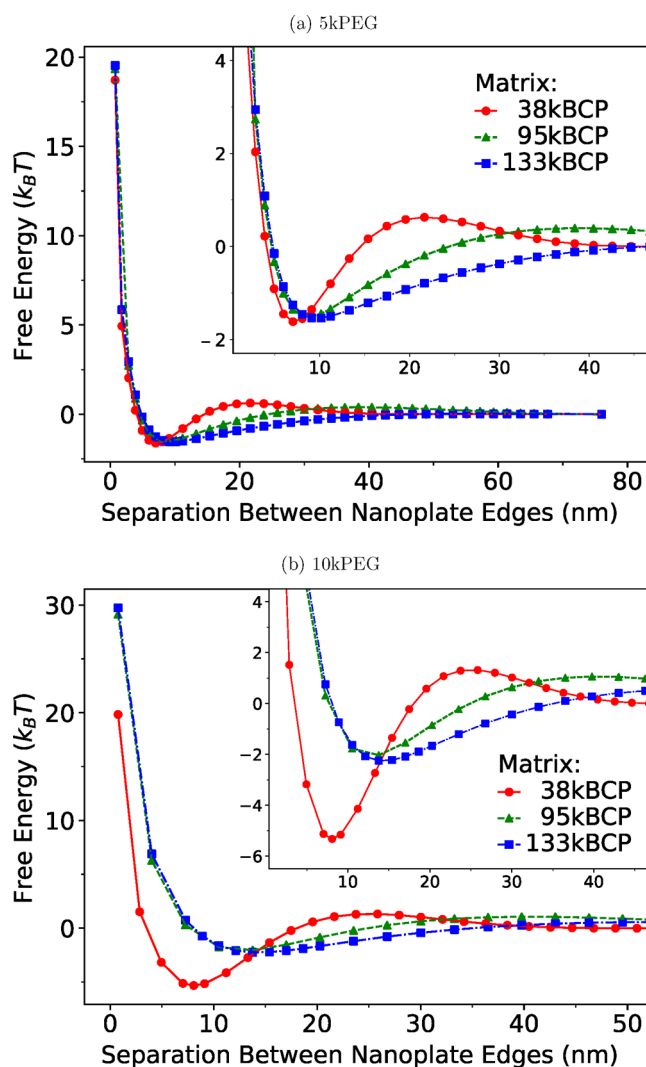 (a) 5kPEG
20
15
10
5
0
Free Energy (k_BT)
4
2
0
−2
10
20
30
40
Matrix:
38kBCP
95kBCP
133kBCP
0
20
40
60
80
Separation Between Nanoplate Edges (nm)
(b) 10kPEG
30
20
10
0
Free Energy (k_BT)
4
2
0
−2
−4
−6
10
20
30
40
Matrix:
38kBCP
95kBCP
133kBCP
0
10
20
30
40
50
Separation Between Nanoplate Edges (nm)